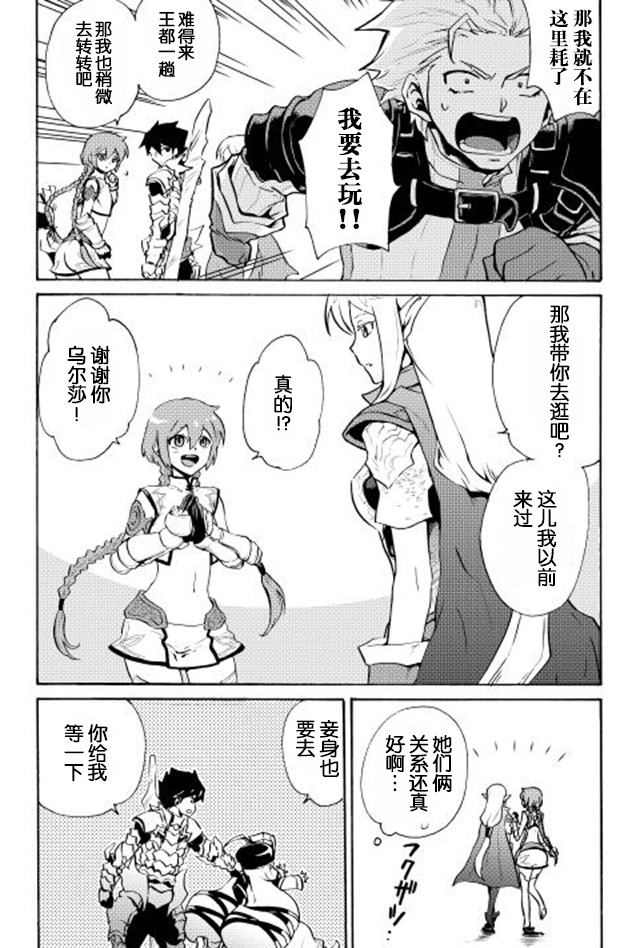 那我就不在
这里耗了
我要去玩!!
难得来
王都一趟
那我也稍微
去转转吧
那我带你去逛吧?
这儿我以前
来过
真的!?
谢谢你
乌尔莎!
她们俩
关系还真
好啊…
フクザツ
妾身也
要去
你给我
等一下